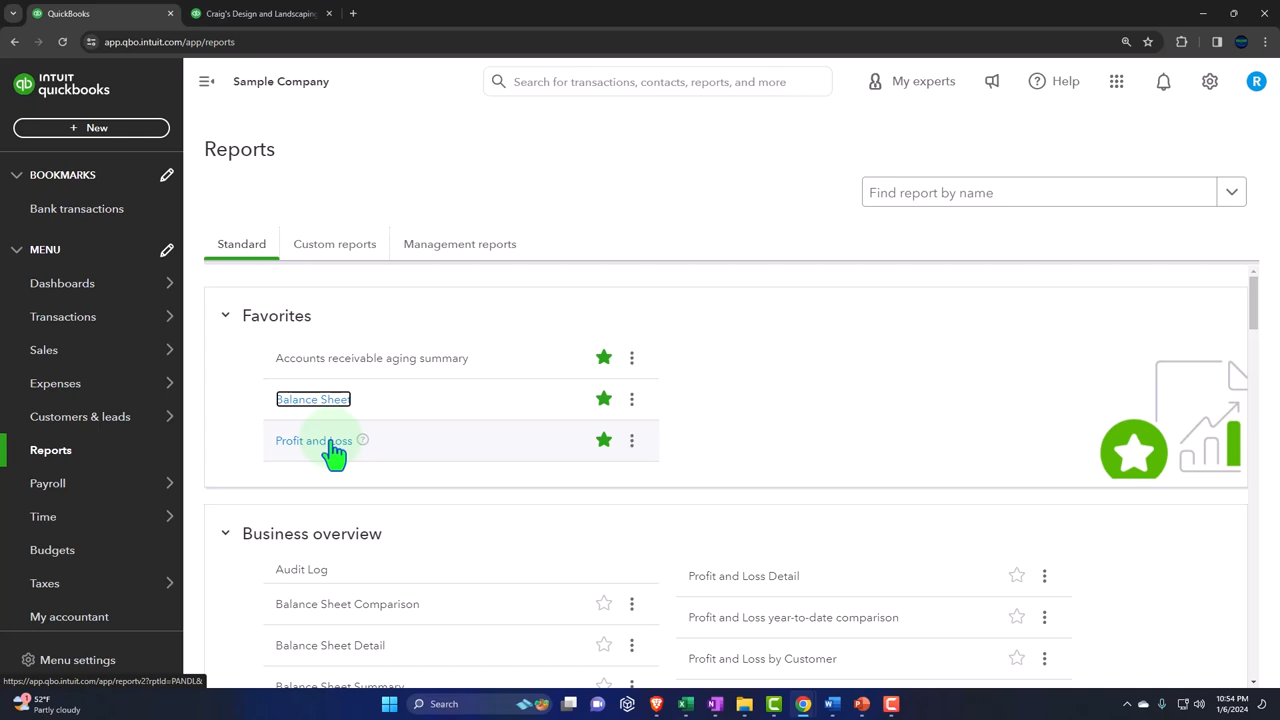 QuickBooks
Craig's Design and Landscaping
app.qbo.intuit.com/app/reports
INTUIT
quickbooks
Sample Company
Search for transactions, contacts, reports, and more
My experts
Help
R
+ New
BOOKMARKS
Bank transactions
MENU
Dashboards
Transactions
Sales
Expenses
Customers & leads
Reports
Payroll
Time
Budgets
Taxes
My accountant
Menu settings
Reports
Find report by name
Standard
Custom reports
Management reports
Favorites
Accounts receivable aging summary
Balance Sheet
Profit and Loss ?
Business overview
Audit Log
Balance Sheet Comparison
Balance Sheet Detail
Balance Sheet Summary
Profit and Loss Detail
Profit and Loss year-to-date comparison
Profit and Loss by Customer
https://app.qbo.intuit.com/app/reportv2?rptId=PANDL&
52°F
Partly cloudy
Search
10:54 PM
1/6/2024